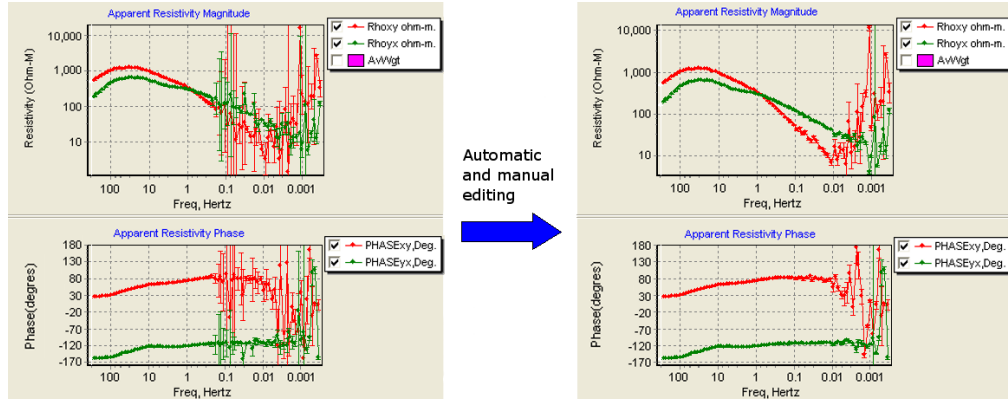 Apparent Resistivity Magnitude
Rhoxy ohm-m.
Rhoyx ohm-m.
AvWgt
Resistivity (Ohm-M)
10,000
1,000
100
10
100 10 1 0.1 0.01 0.001
Freq, Hertz
Apparent Resistivity Phase
PHASExy,Deg.
PHASEyx,Deg.
Phase(degres)
180
130
80
30
-20
-70
-120
-170
100 10 1 0.1 0.01 0.001
Freq, Hertz
Automatic
and manual
editing
Apparent Resistivity Magnitude
Rhoxy ohm-m.
Rhoyx ohm-m.
AvWgt
Resistivity (Ohm-M)
10,000
1,000
100
10
100 10 1 0.1 0.01 0.001
Freq, Hertz
Apparent Resistivity Phase
PHASExy,Deg.
PHASEyx,Deg.
Phase(degres)
180
130
80
30
-20
-70
-120
-170
100 10 1 0.1 0.01 0.001
Freq, Hertz